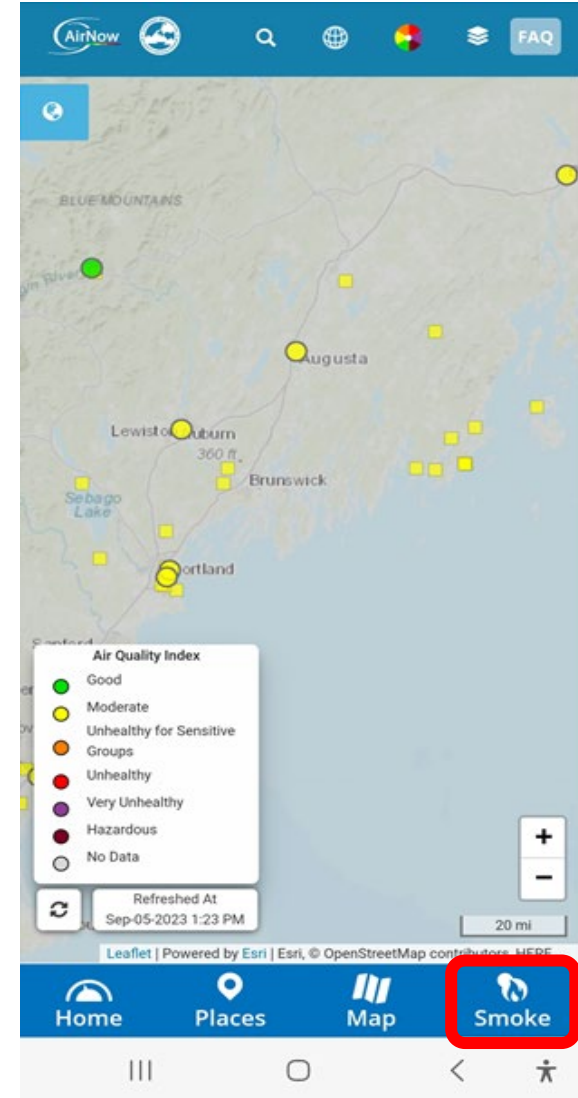 AirNow
FAQ
BLUE MOUNTAINS
River
Augusta
Lewiston Auburn
360 ft.
Brunswick
Sebago
Lake
Portland
Sanford
Air Quality Index
Good
Moderate
Unhealthy for Sensitive
Groups
Unhealthy
Very Unhealthy
Hazardous
No Data
+
−
Refreshed At
Sep-05-2023 1:23 PM
20 mi
Leaflet | Powered by Esri | Esri, © OpenStreetMap contributors, HERE
Home Places Map Smoke